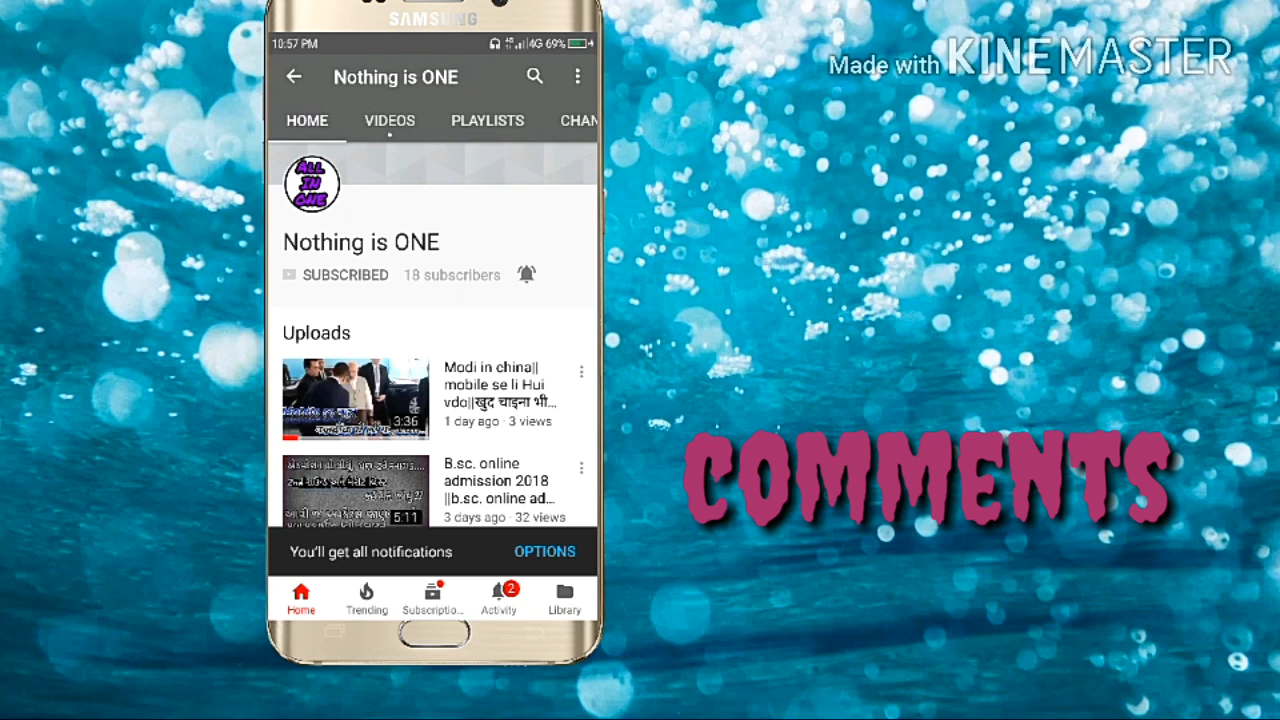 SAMSUNG
10:57 PM
4G 69%
Made with KINEMASTER
Nothing is ONE
HOME VIDEOS PLAYLISTS CHAN
ALL
IN
ONE
Nothing is ONE
SUBSCRIBED 18 subscribers
Uploads
Modi in china||
mobile se li Hui
vdo||खुद चाइना भी...
1 day ago · 3 views
3:36
B.sc. online
admission 2018
||b.sc. online ad...
3 days ago · 32 views
5:11
COMMENTS
You'll get all notifications OPTIONS
2
Home Trending Subscriptio... Activity Library